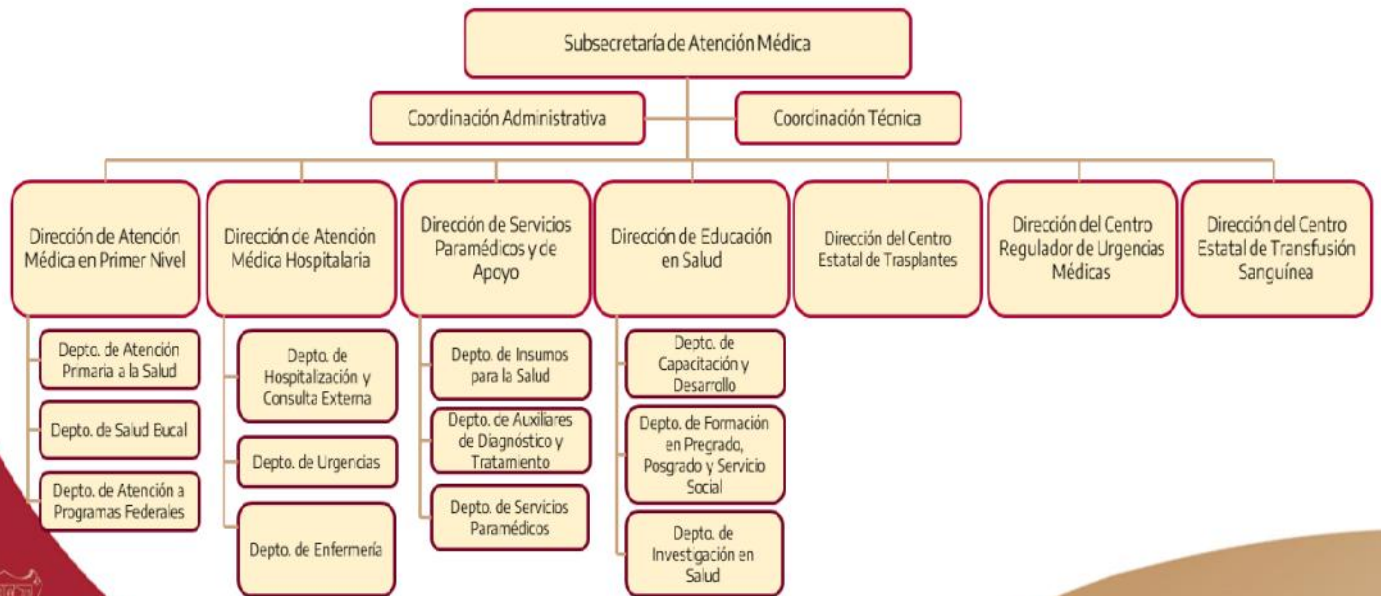 Subsecretaría de Atención Médica
Coordinación Administrativa
Coordinación Técnica
Dirección de Atención
Médica en Primer Nivel
Dirección de Atención
Médica Hospitalaria
Dirección de Servicios
Paramédicos y de
Apoyo
Dirección de Educación
en Salud
Dirección del Centro
Estatal de Trasplantes
Dirección del Centro
Regulador de Urgencias
Médicas
Dirección del Centro
Estatal de Transfusión
Sanguínea
Depto. de Atención
Primaria a la Salud
Depto. de Salud Bucal
Depto. de Atención a
Programas Federales
Depto. de
Hospitalización y
Consulta Externa
Depto. de Urgencias
Depto. de Enfermería
Depto. de Insumos
para la Salud
Depto. de Auxiliares
de Diagnóstico y
Tratamiento
Depto. de Servicios
Paramédicos
Depto. de
Capacitación y
Desarrollo
Depto. de Formación
en Pregrado,
Posgrado y Servicio
Social
Depto. de
Investigación en
Salud